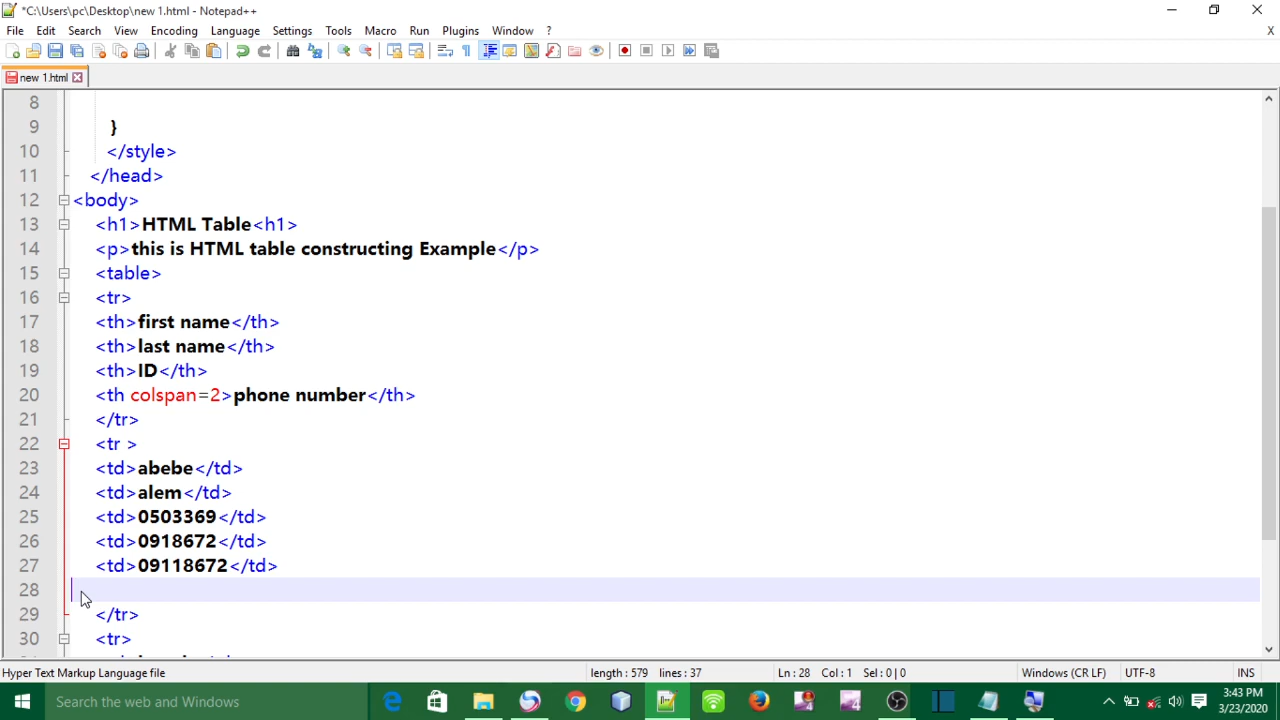 *C:\Users\pc\Desktop\new 1.html - Notepad++
File Edit Search View Encoding Language Settings Tools Macro Run Plugins Window ? X
new 1.html
8
9 }
10 </style>
11 </head>
12 <body>
13 <h1>HTML Table<h1>
14 <p>this is HTML table constructing Example</p>
15 <table>
16 <tr>
17 <th>first name</th>
18 <th>last name</th>
19 <th>ID</th>
20 <th colspan=2>phone number</th>
21 </tr>
22 <tr >
23 <td>abebe</td>
24 <td>alem</td>
25 <td>0503369</td>
26 <td>0918672</td>
27 <td>09118672</td>
28
29 </tr>
30 <tr>
Hyper Text Markup Language file length : 579 lines : 37 Ln : 28 Col : 1 Sel : 0 | 0 Windows (CR LF) UTF-8 INS
Search the web and Windows 3:43 PM
3/23/2020